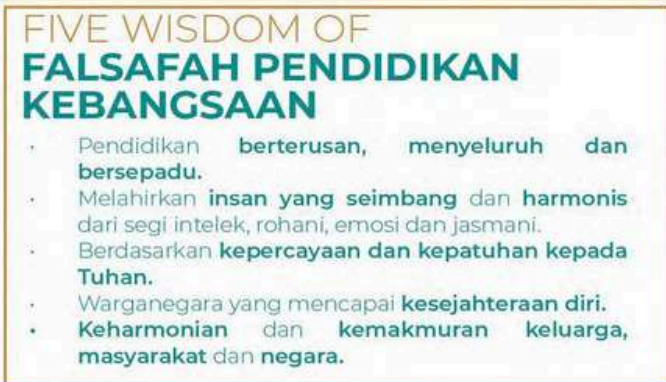 FIVE WISDOM OF
FALSAFAH PENDIDIKAN
KEBANGSAAN
· Pendidikan berterusan, menyeluruh dan
bersepadu.
· Melahirkan insan yang seimbang dan harmonis
dari segi intelek, rohani, emosi dan jasmani.
· Berdasarkan kepercayaan dan kepatuhan kepada
Tuhan.
· Warganegara yang mencapai kesejahteraan diri.
· Keharmonian dan kemakmuran keluarga,
masyarakat dan negara.